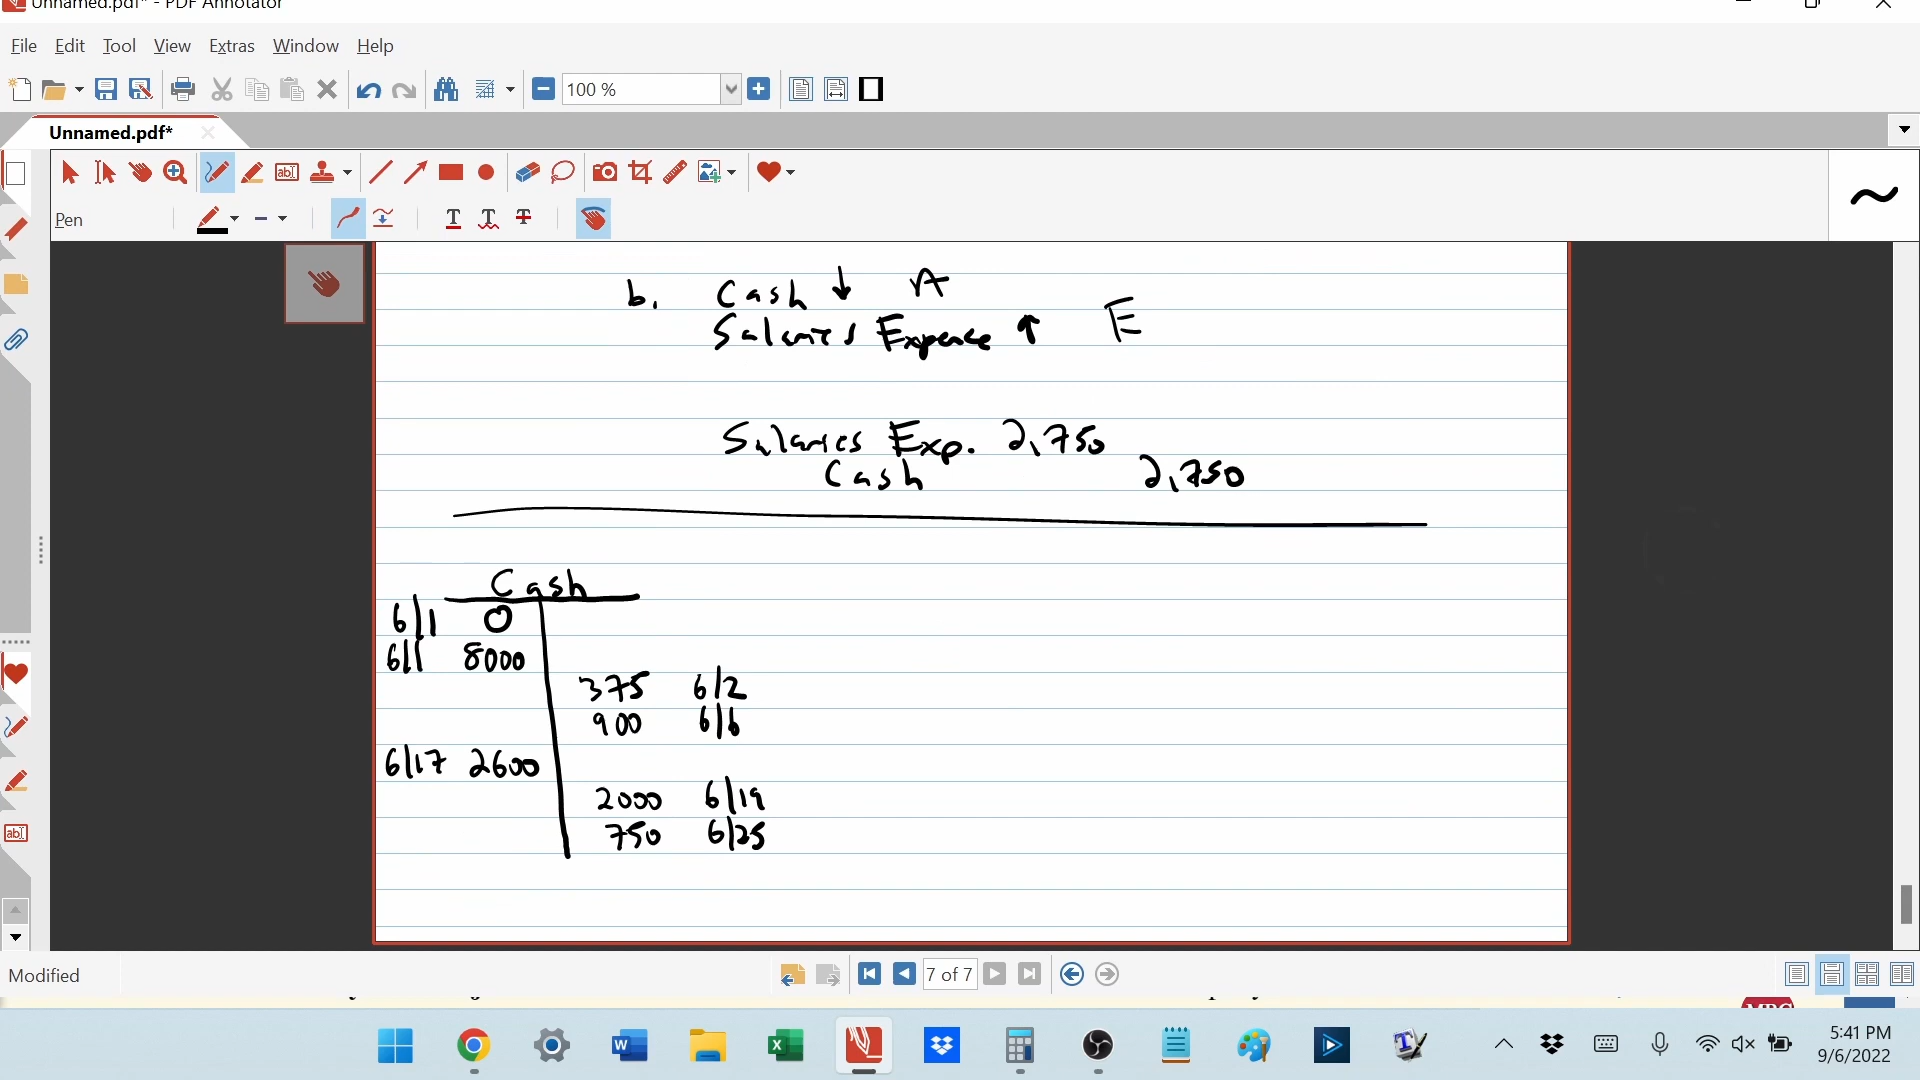 Unnamed.pdf* - PDF Annotator
File Edit Tool View Extras Window Help
100 %
Unnamed.pdf*
Pen
b. Cash ↓ A
Salaries Expense ↑ E
Salaries Exp. 2,750
Cash 2,750
Cash
6/1 0
6/1 8000
375 6/2
900 6/6
6/17 2600
2000 6/19
750 6/25
7 of 7
Modified
5:41 PM
9/6/2022